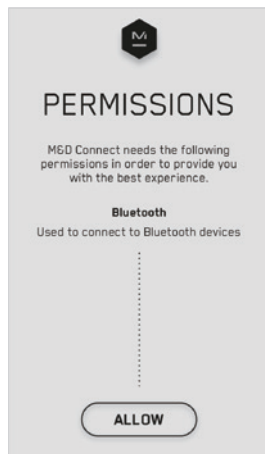 M
PERMISSIONS
M&D Connect needs the following
permissions in order to provide you
with the best experience.
Bluetooth
Used to connect to Bluetooth devices
ALLOW